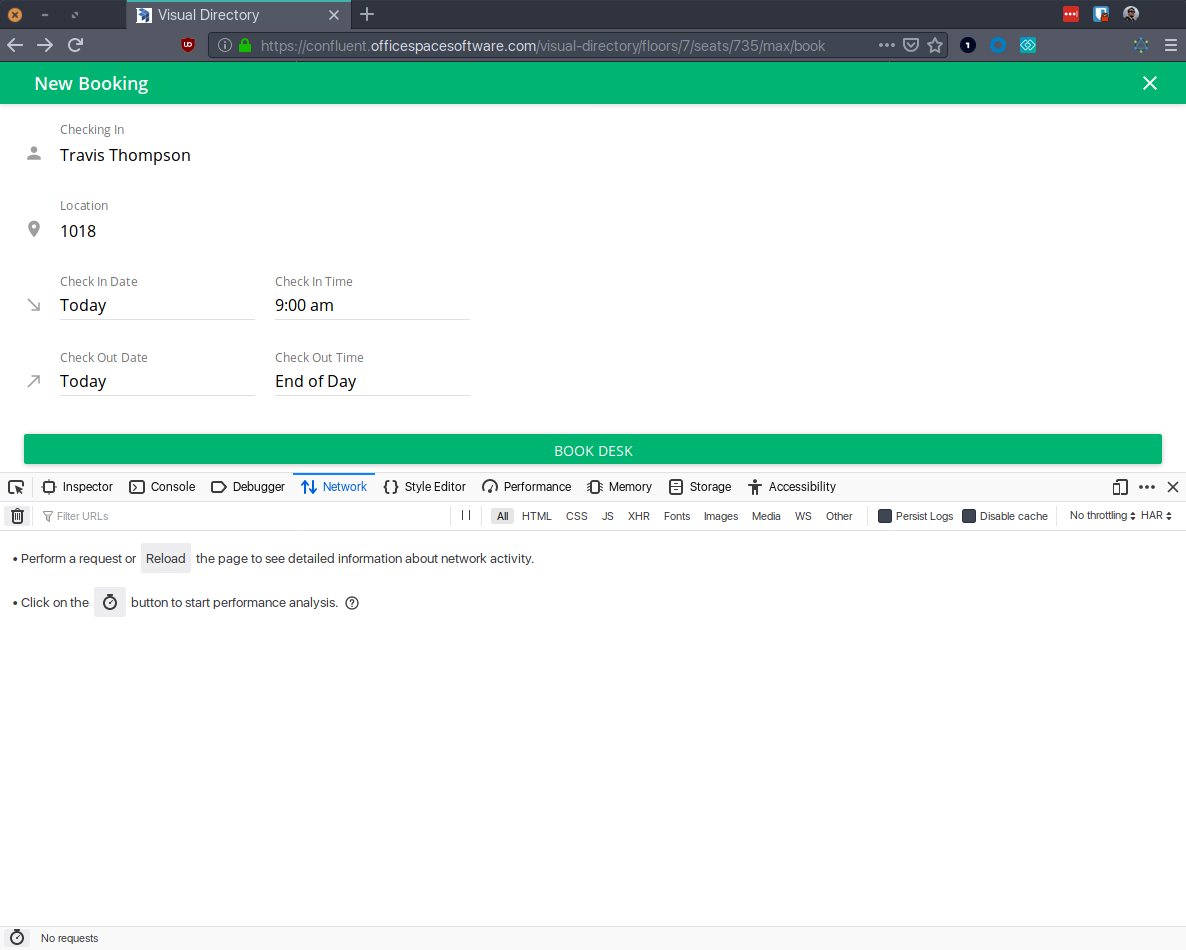 Visual Directory
https://confluent.officespacesoftware.com/visual-directory/floors/7/seats/735/max/book
New Booking
Checking In
Travis Thompson
Location
1018
Check In Date Check In Time
Today 9:00 am
Check Out Date Check Out Time
Today End of Day
BOOK DESK
Inspector Console Debugger Network Style Editor Performance Memory Storage Accessibility
Filter URLs All HTML CSS JS XHR Fonts Images Media WS Other Persist Logs Disable cache No throttling HAR
• Perform a request or Reload the page to see detailed information about network activity.
• Click on the button to start performance analysis.
No requests